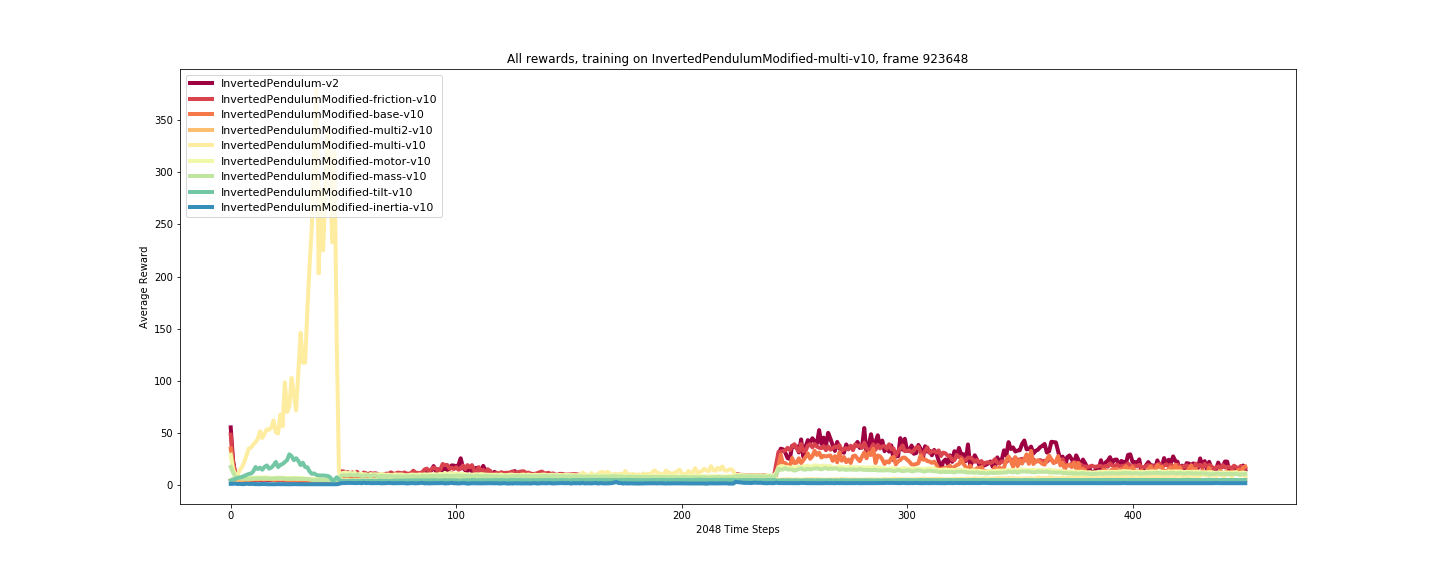 All rewards, training on InvertedPendulumModified-multi-v10, frame 923648
InvertedPendulum-v2
InvertedPendulumModified-friction-v10
InvertedPendulumModified-base-v10
InvertedPendulumModified-multi2-v10
InvertedPendulumModified-multi-v10
InvertedPendulumModified-motor-v10
InvertedPendulumModified-mass-v10
InvertedPendulumModified-tilt-v10
InvertedPendulumModified-inertia-v10
Average Reward
350
300
250
200
150
100
50
0
0 100 200 300 400
2048 Time Steps